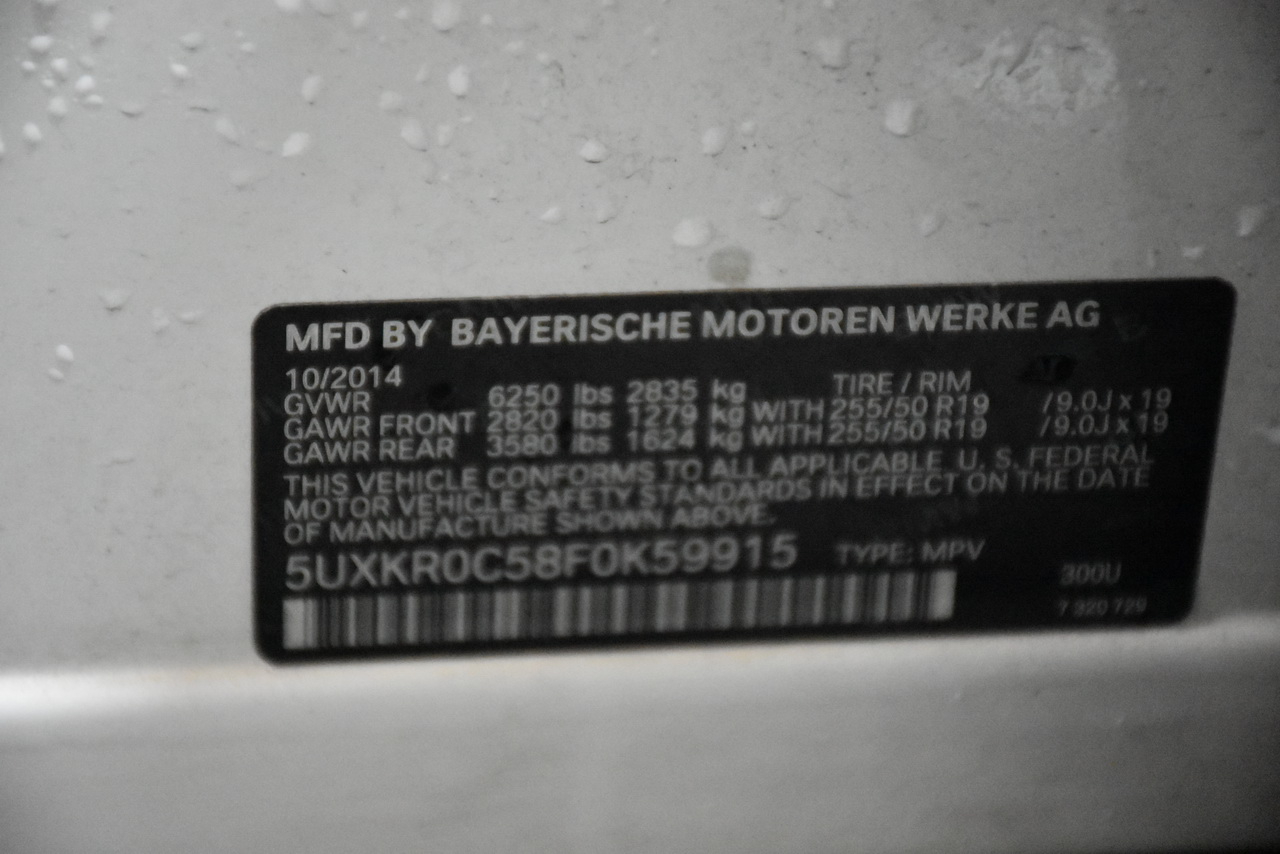 MFD BY BAYERISCHE MOTOREN WERKE AG
10/2014 TIRE / RIM
GVWR 6250 lbs 2835 kg
GAWR FRONT 2820 lbs 1279 kg WITH 255/50 R19 /9.0J x 19
GAWR REAR 3580 lbs 1624 kg WITH 255/50 R19 /9.0J x 19
THIS VEHICLE CONFORMS TO ALL APPLICABLE U. S. FEDERAL
MOTOR VEHICLE SAFETY STANDARDS IN EFFECT ON THE DATE
OF MANUFACTURE SHOWN ABOVE.
5UXKR0C58F0K59915 TYPE: MPV
300U
7 320 729